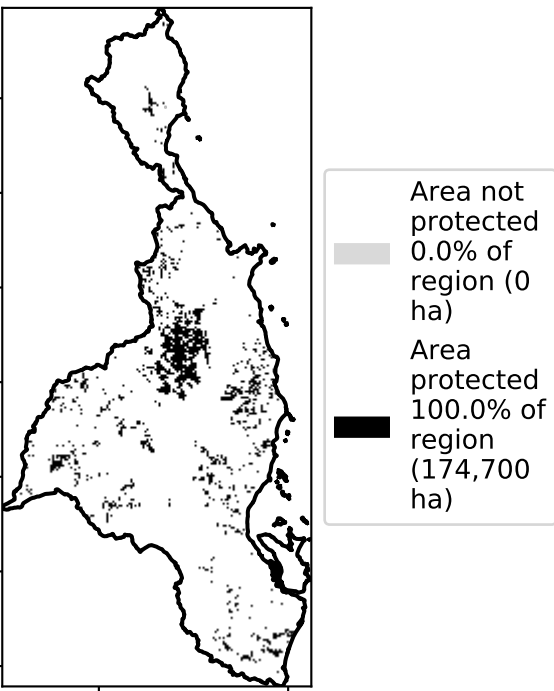 Area not
protected
0.0% of
region (0
ha)
Area
protected
100.0% of
region
(174,700
ha)